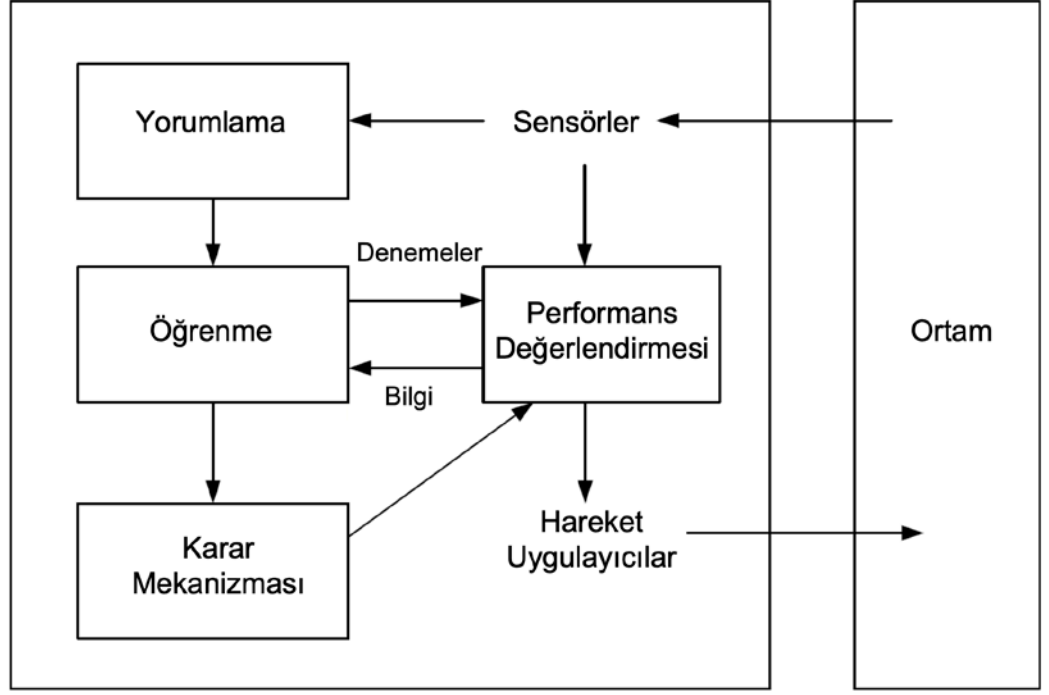 Yorumlama
Sensörler
Denemeler
Öğrenme
Performans
Değerlendirmesi
Ortam
Bilgi
Karar
Mekanizması
Hareket
Uygulayıcılar